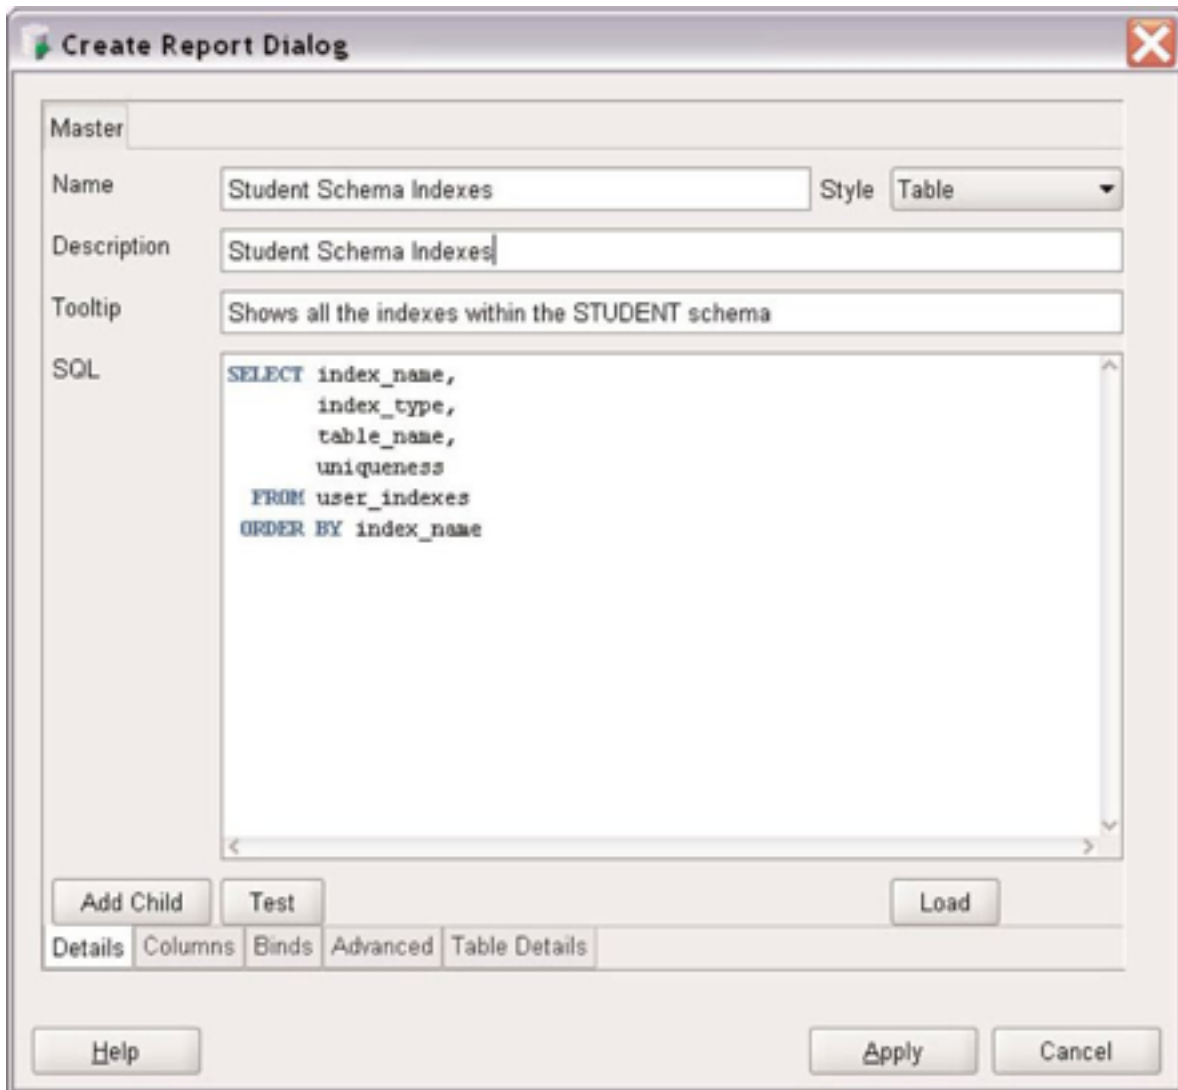 Create Report Dialog
Master
Name Student Schema Indexes Style Table
Description Student Schema Indexes
Tooltip Shows all the indexes within the STUDENT schema
SQL SELECT index_name,
index_type,
table_name,
uniqueness
FROM user_indexes
ORDER BY index_name
Add Child Test Load
Details Columns Binds Advanced Table Details
Help Apply Cancel